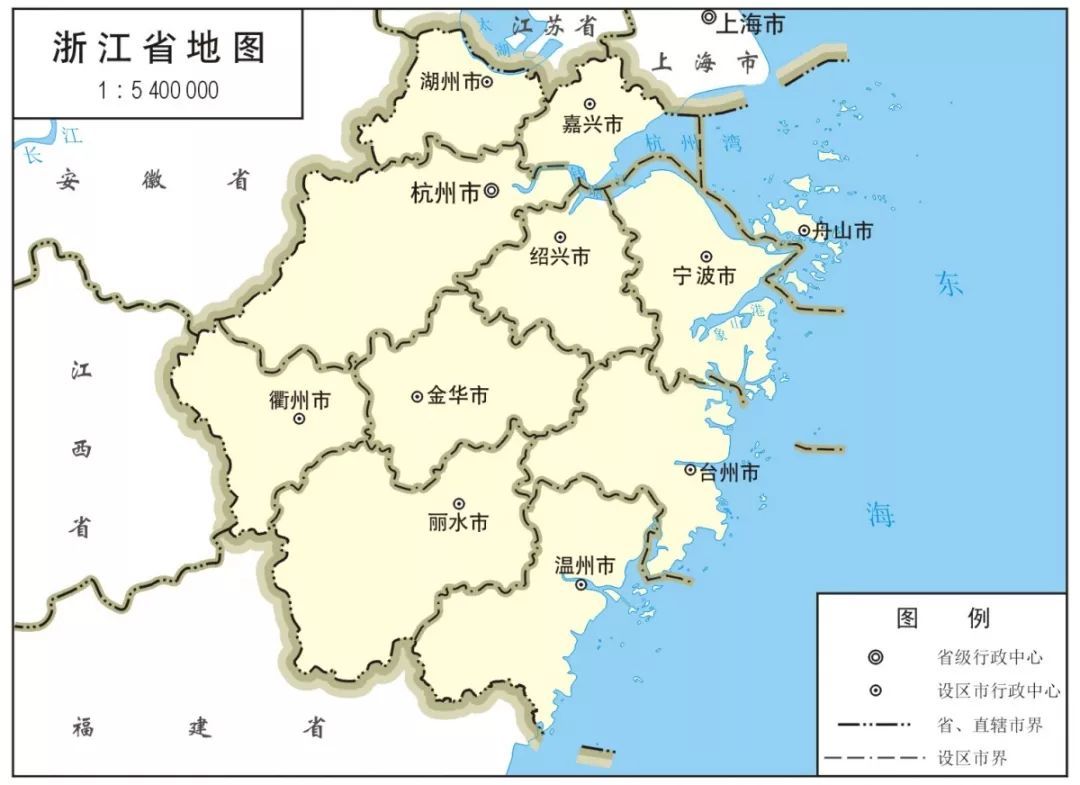 浙江省地图
1：5 400 000
太湖
江苏省
上海市
上海市
湖州市
嘉兴市
长江
杭州湾
安徽省
杭州市
舟山市
绍兴市
宁波市
东海
象山港
江西省
衢州市
金华市
台州市
丽水市
温州市
福建省
图例
省级行政中心
设区市行政中心
省、直辖市界
设区市界